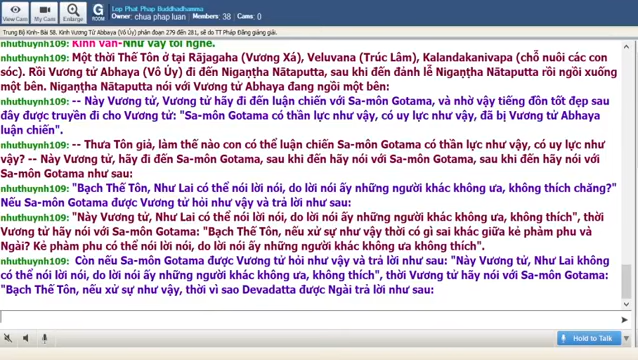 Lop Phat Phap Buddhadhamma
Owner: chua phap luan | Members: 38 | Cams: 0
View Cam
My Cam
Enlarge
G
ROOM
Trung Bộ Kinh- Bài 58. Kinh Vương Tử Abhaya (Vô Úy) phân đoạn 279 đến 281, sẽ do TT Pháp Đăng giảng giải.
nhuthuynh109: Kinh văn-Như vầy tôi nghe.
nhuthuynh109: Một thời Thế Tôn ở tại Rājagaha (Vương Xá), Veluvana (Trúc Lâm), Kalandakanivapa (chỗ nuôi các con
sóc). Rồi Vương tử Abhaya (Vô Úy) đi đến Nigaṇṭha Nātaputta, sau khi đến đảnh lễ Nigaṇṭha Nātaputta rồi ngồi xuống
một bên. Nigaṇṭha Nātaputta nói với Vương tử Abhaya đang ngồi một bên:
nhuthuynh109: -- Này Vương tử, Vương tử hãy đi đến luận chiến với Sa-môn Gotama, và nhờ vậy tiếng đồn tốt đẹp sau
đây được truyền đi cho Vương tử: "Sa-môn Gotama có thần lực như vậy, có uy lực như vậy, đã bị Vương tử Abhaya
luận chiến".
nhuthuynh109: -- Thưa Tôn giả, làm thế nào con có thể luận chiến Sa-môn Gotama có thần lực như vậy, có uy lực như
vậy? -- Này Vương tử, hãy đi đến Sa-môn Gotama, sau khi đến hãy nói với Sa-môn Gotama, sau khi đến hãy nói với
Sa-môn Gotama như sau:
nhuthuynh109: "Bạch Thế Tôn, Như Lai có thể nói lời nói, do lời nói ấy những người khác không ưa, không thích chăng?"
Nếu Sa-môn Gotama được Vương tử hỏi như vậy và trả lời như sau:
nhuthuynh109: "Này Vương tử, Như Lai có thể nói lời nói, do lời nói ấy những người khác không ưa, không thích", thời
Vương tử hãy nói với Sa-môn Gotama: "Bạch Thế Tôn, nếu xử sự như vậy thời có gì sai khác giữa kẻ phàm phu và
Ngài? Kẻ phàm phu có thể nói lời nói, do lời nói ấy những người khác không ưa không thích".
nhuthuynh109: Còn nếu Sa-môn Gotama được Vương tử hỏi như vậy và trả lời như sau: "Này Vương tử, Như Lai không
có thể nói lời nói, do lời nói ấy những người khác không ưa, không thích", thời Vương tử hãy nói với Sa-môn Gotama:
"Bạch Thế Tôn, nếu xử sự như vậy, thời vì sao Devadatta được Ngài trả lời như sau:
Hold to Talk